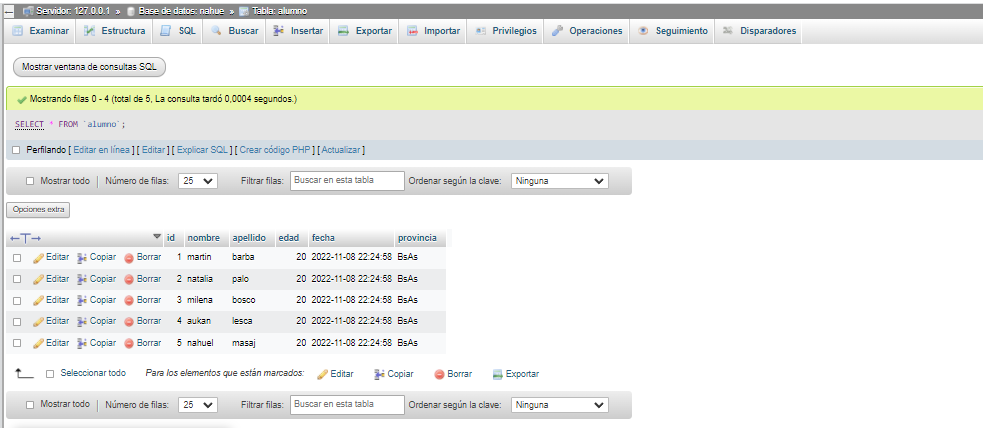 Servidor: 127.0.0.1 » Base de datos: nahue » Tabla: alumno
Examinar Estructura SQL Buscar Insertar Exportar Importar Privilegios Operaciones Seguimiento Disparadores
Mostrar ventana de consultas SQL
Mostrando filas 0 - 4 (total de 5, La consulta tardó 0,0004 segundos.)
SELECT * FROM `alumno`;
Perfilando [ Editar en línea ] [ Editar ] [ Explicar SQL ] [ Crear código PHP ] [ Actualizar ]
Mostrar todo | Número de filas: 25 Filtrar filas: Buscar en esta tabla Ordenar según la clave: Ninguna
Opciones extra
←T→ id nombre apellido edad fecha provincia
Editar Copiar Borrar 1 martin barba 20 2022-11-08 22:24:58 BsAs
Editar Copiar Borrar 2 natalia palo 20 2022-11-08 22:24:58 BsAs
Editar Copiar Borrar 3 milena bosco 20 2022-11-08 22:24:58 BsAs
Editar Copiar Borrar 4 aukan lesca 20 2022-11-08 22:24:58 BsAs
Editar Copiar Borrar 5 nahuel masaj 20 2022-11-08 22:24:58 BsAs
Seleccionar todo Para los elementos que están marcados: Editar Copiar Borrar Exportar
Mostrar todo | Número de filas: 25 Filtrar filas: Buscar en esta tabla Ordenar según la clave: Ninguna